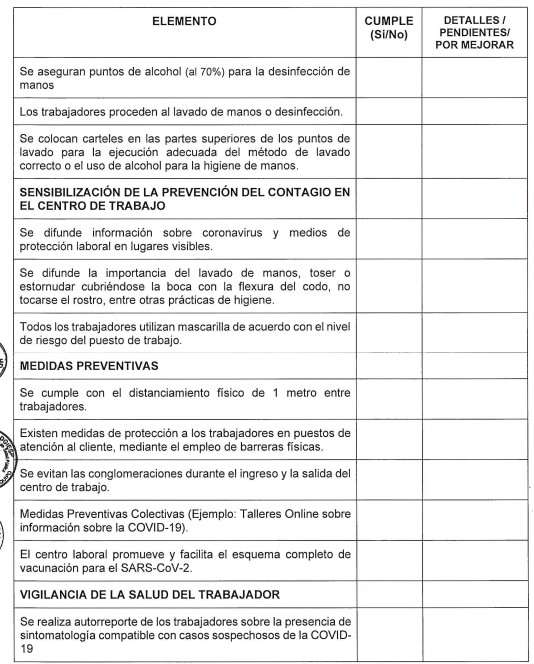 ELEMENTO
CUMPLE
(Si/No)
DETALLES /
PENDIENTES/
POR MEJORAR
Se aseguran puntos de alcohol (al 70%) para la desinfección de
manos
Los trabajadores proceden al lavado de manos o desinfección.
Se colocan carteles en las partes superiores de los puntos de
lavado para la ejecución adecuada del método de lavado
correcto o el uso de alcohol para la higiene de manos.
SENSIBILIZACIÓN DE LA PREVENCIÓN DEL CONTAGIO EN
EL CENTRO DE TRABAJO
Se difunde información sobre coronavirus y medios de
protección laboral en lugares visibles.
Se difunde la importancia del lavado de manos, toser o
estornudar cubriéndose la boca con la flexura del codo, no
tocarse el rostro, entre otras prácticas de higiene.
Todos los trabajadores utilizan mascarilla de acuerdo con el nivel
de riesgo del puesto de trabajo.
MEDIDAS PREVENTIVAS
Se cumple con el distanciamiento físico de 1 metro entre
trabajadores.
Existen medidas de protección a los trabajadores en puestos de
atención al cliente, mediante el empleo de barreras físicas.
Se evitan las conglomeraciones durante el ingreso y la salida del
centro de trabajo.
Medidas Preventivas Colectivas (Ejemplo: Talleres Online sobre
información sobre la COVID-19).
El centro laboral promueve y facilita el esquema completo de
vacunación para el SARS-CoV-2.
VIGILANCIA DE LA SALUD DEL TRABAJADOR
Se realiza autorreporte de los trabajadores sobre la presencia de
sintomatología compatible con casos sospechosos de la COVID-
19